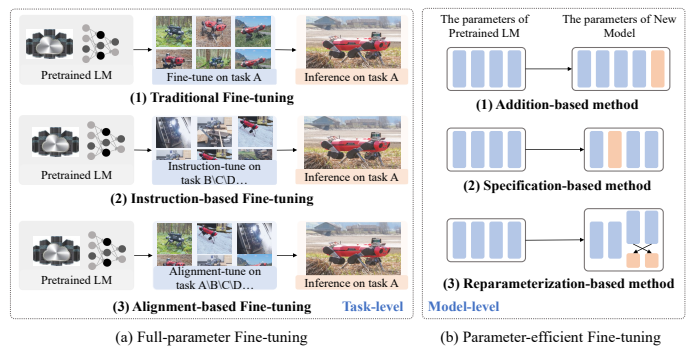 Pretrained LM
Fine-tune on task A
Inference on task A
(1) Traditional Fine-tuning
Pretrained LM
Instruction-tune on
task B\C\D...
Inference on task A
(2) Instruction-based Fine-tuning
Pretrained LM
Alignment-tune on
task A\B\C\D...
Inference on task A
(3) Alignment-based Fine-tuning
Task-level
(a) Full-parameter Fine-tuning
The parameters of
Pretrained LM
The parameters of New
Model
(1) Addition-based method
(2) Specification-based method
(3) Reparameterization-based method
Model-level
(b) Parameter-efficient Fine-tuning